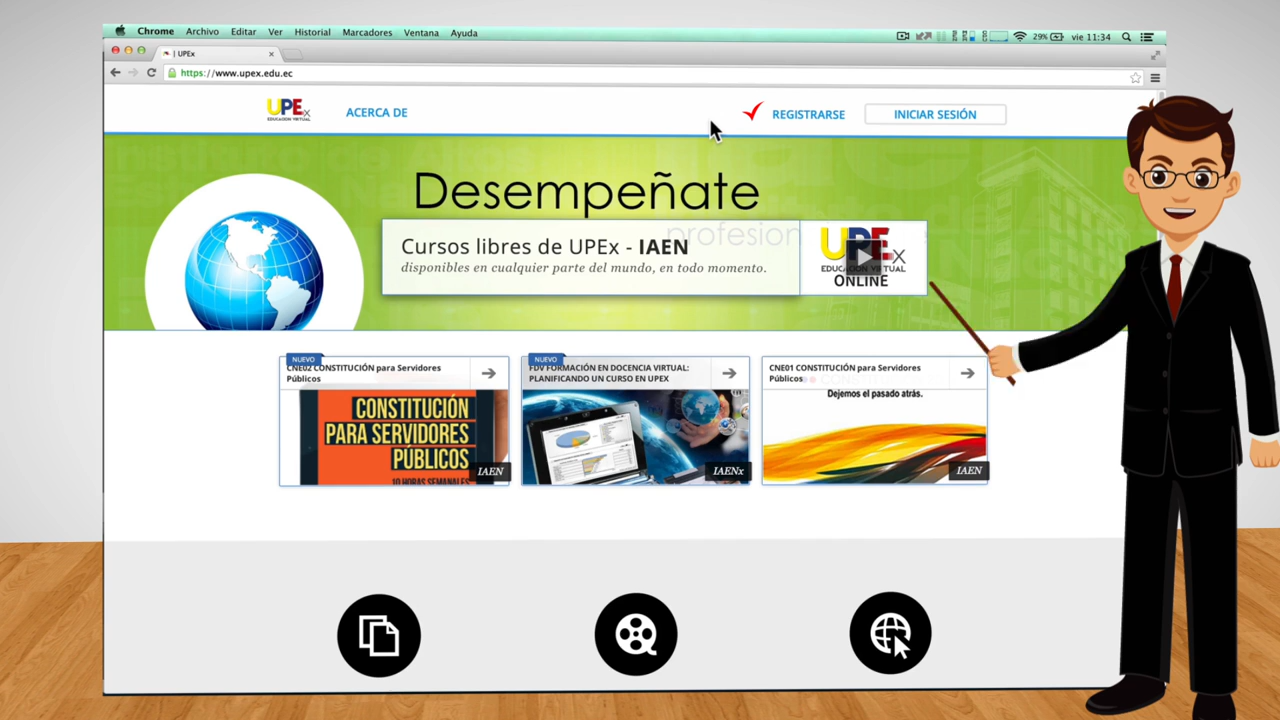 Chrome Archivo Editar Ver Historial Marcadores Ventana Ayuda
29% vie 11:34
| UPEx
https://www.upex.edu.ec
UPEx
EDUCACIÓN VIRTUAL
ACERCA DE
REGISTRARSE
INICIAR SESIÓN
Desempeñate
profesion
Cursos libres de UPEx - IAEN
disponibles en cualquier parte del mundo, en todo momento.
UPEx
EDUCACIÓN VIRTUAL
ONLINE
NUEVO
CNE02 CONSTITUCIÓN para Servidores
Públicos
CONSTITUCIÓN
PARA SERVIDORES
PÚBLICOS
10 HORAS SEMANALES
IAEN
NUEVO
FDV FORMACIÓN EN DOCENCIA VIRTUAL:
PLANIFICANDO UN CURSO EN UPEX
IAENx
CNE01 CONSTITUCIÓN para Servidores
Públicos
Dejemos el pasado atrás.
IAEN